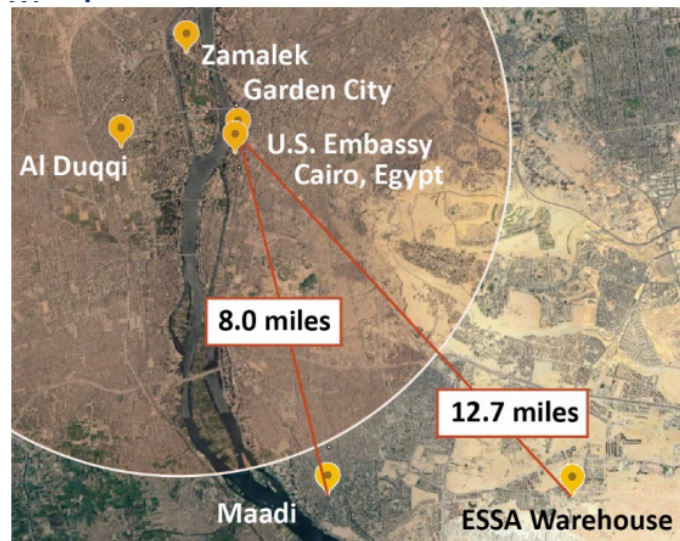 Zamalek
Garden City
U.S. Embassy
Cairo, Egypt
Al Duqqi
8.0 miles
12.7 miles
Maadi
ESSA Warehouse